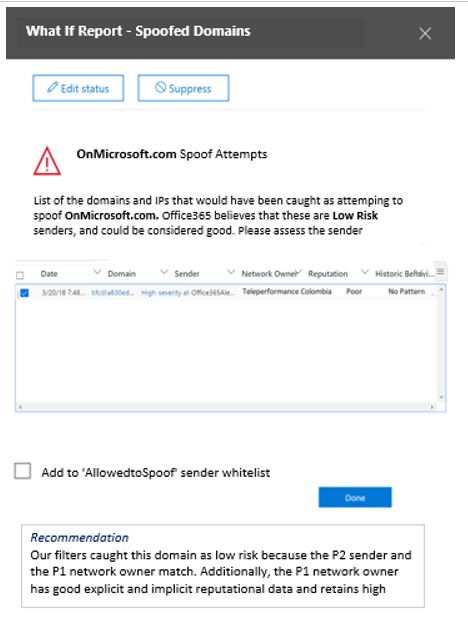 What If Report - Spoofed Domains
Edit status
Suppress
OnMicrosoft.com Spoof Attempts
List of the domains and IPs that would have been caught as attemping to
spoof OnMicrosoft.com. Office365 believes that these are Low Risk
senders, and could be considered good. Please assess the sender
Date Domain Sender Network Owner Reputation Historic
3/20/18 7:48... High severity al Office365Ale... Teleperformance Colombia Poor No Pattern
Add to 'AllowedtoSpoof' sender whitelist
Done
Recommendation
Our filters caught this domain as low risk because the P2 sender and
the P1 network owner match. Additionally, the P1 network owner
has good explicit and implicit reputational data and retains high